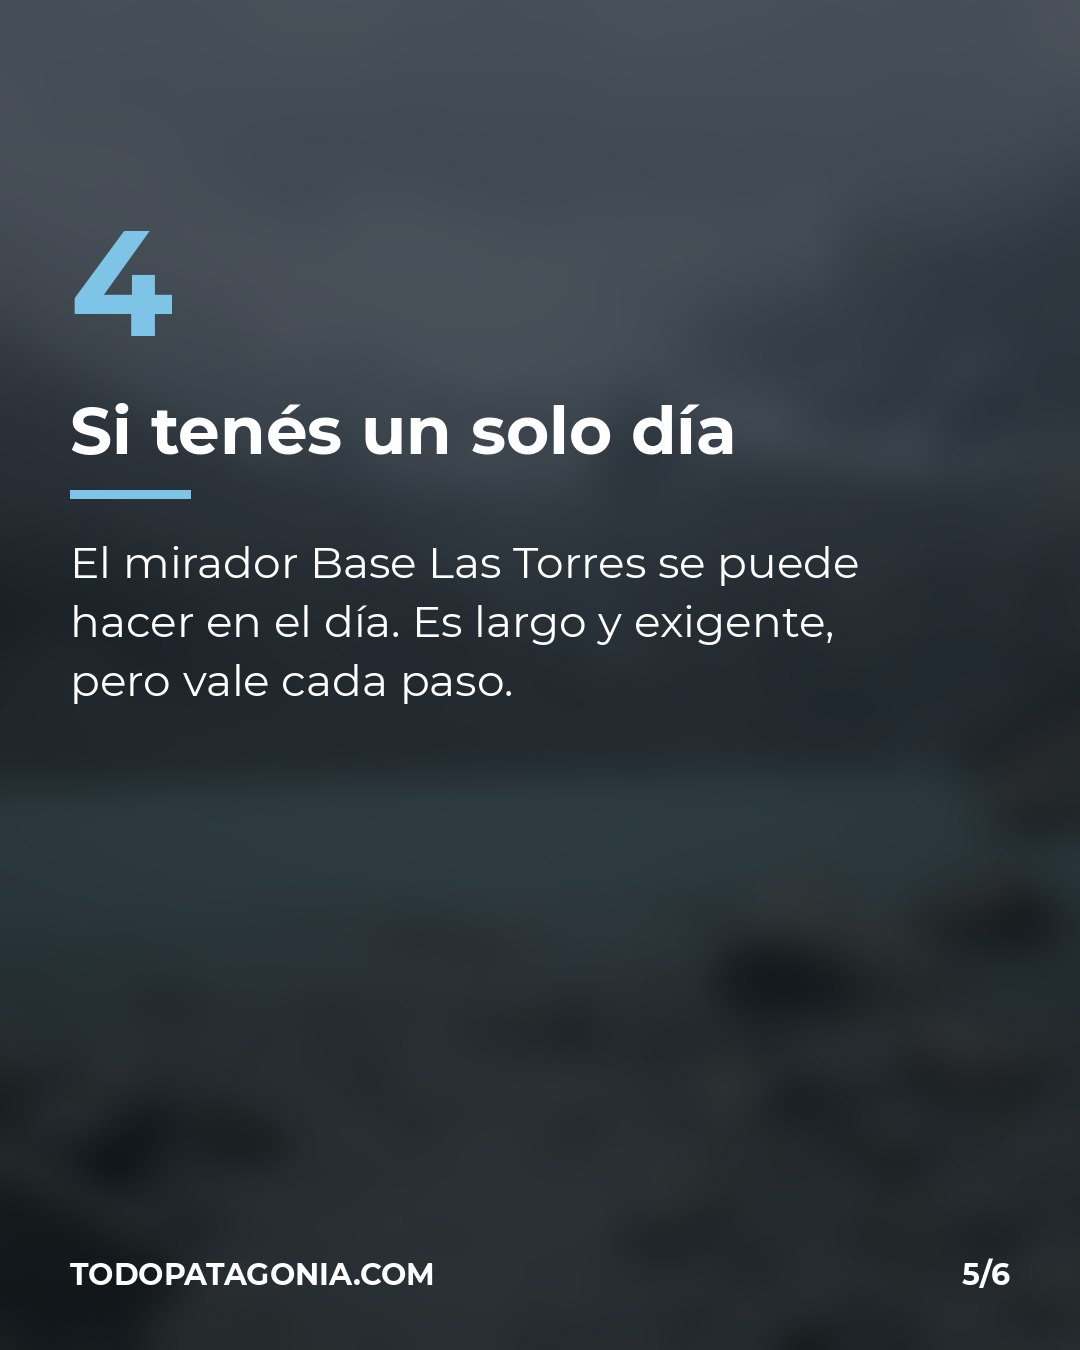 4
Si tenés un solo día
El mirador Base Las Torres se puede
hacer en el día. Es largo y exigente,
pero vale cada paso.
TODOPATAGONIA.COM
5/6